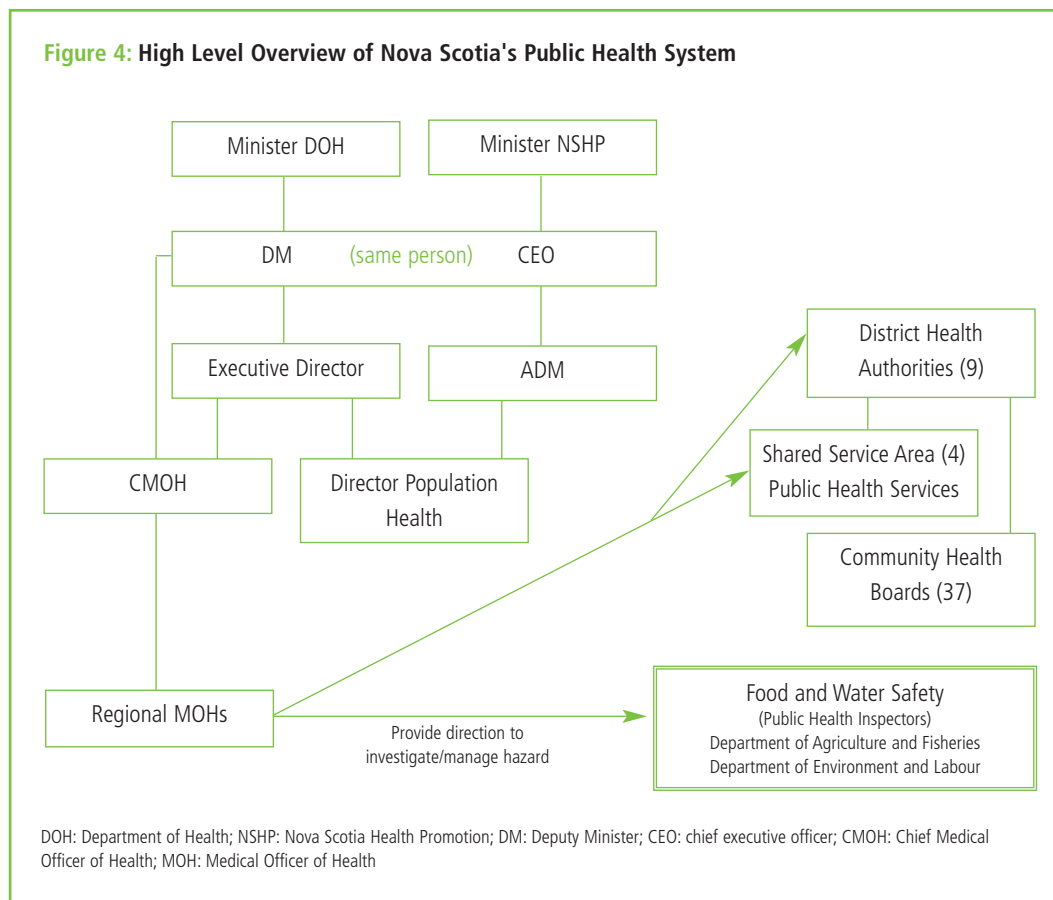 Figure 4: High Level Overview of Nova Scotia's Public Health System
Minister DOH
Minister NSHP
DM (same person) CEO
Executive Director
ADM
CMOH
Director Population
Health
District Health
Authorities (9)
Shared Service Area (4)
Public Health Services
Community Health
Boards (37)
Regional MOHs
Provide direction to
investigate/manage hazard
Food and Water Safety
(Public Health Inspectors)
Department of Agriculture and Fisheries
Department of Environment and Labour
DOH: Department of Health; NSHP: Nova Scotia Health Promotion; DM: Deputy Minister; CEO: chief executive officer; CMOH: Chief Medical
Officer of Health; MOH: Medical Officer of Health